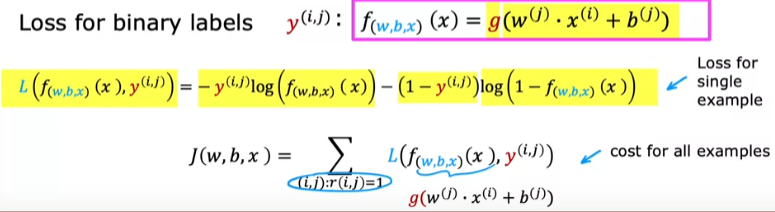 Loss for binary labels y^(i,j) : f_(w,b,x) (x) = g(w^(j) · x^(i) + b^(j))
L (f_(w,b,x) (x), y^(i,j)) = − y^(i,j) log (f_(w,b,x) (x)) − (1 − y^(i,j)) log (1 − f_(w,b,x) (x))
Loss for
single
example
J(w, b, x) = ∑_(i,j):r(i,j)=1 L(f_(w,b,x)(x), y^(i,j))
cost for all examples
g(w^(j) · x^(i) + b^(j))